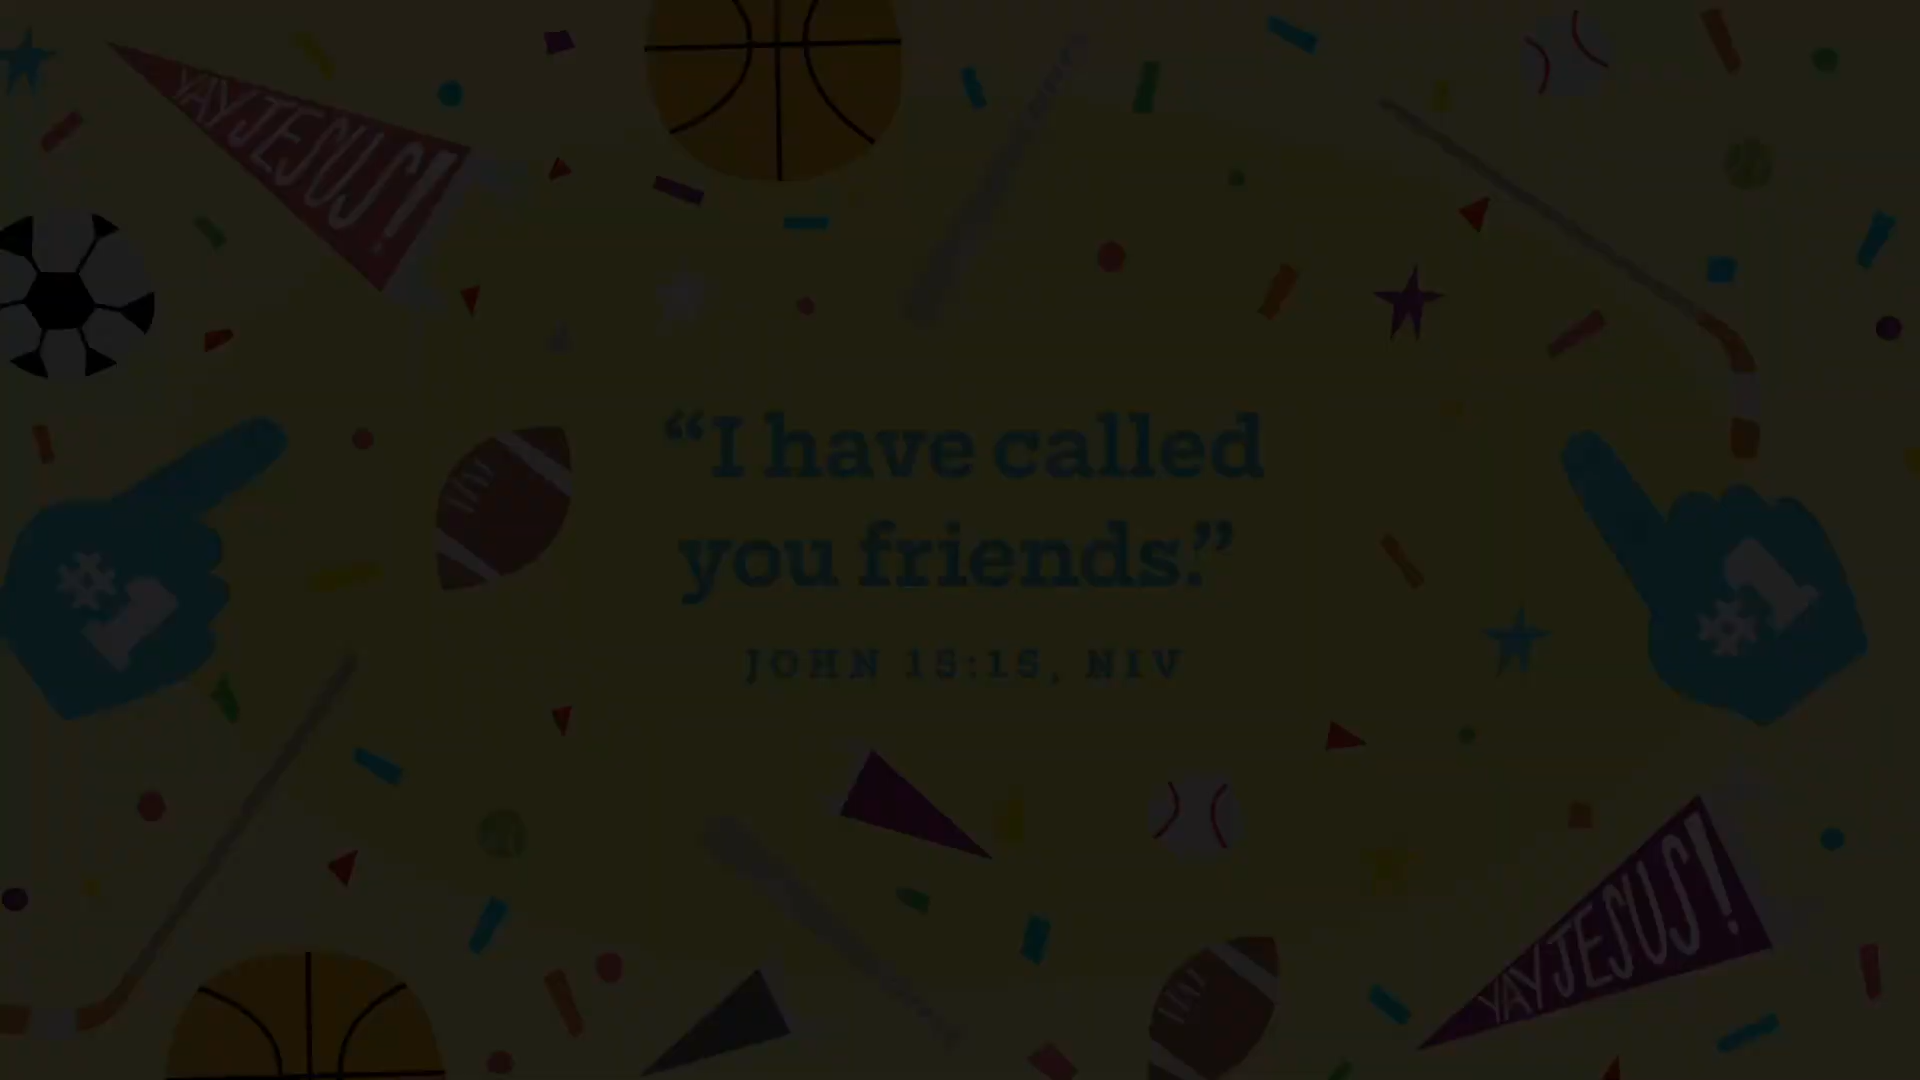 YAY JESUS!
“I have called
you friends.”
JOHN 15:15, NIV
#1
#1
YAY JESUS!